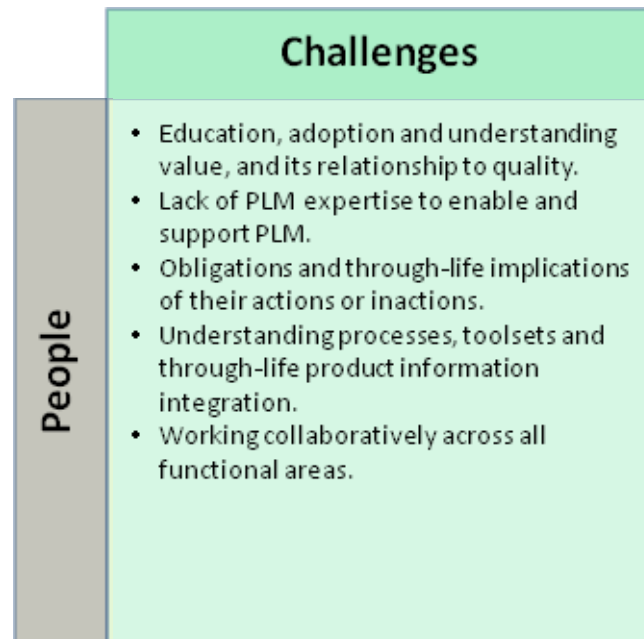 Challenges
People
• Education, adoption and understanding
value, and its relationship to quality.
• Lack of PLM expertise to enable and
support PLM.
• Obligations and through-life implications
of their actions or inactions.
• Understanding processes, toolsets and
through-life product information
integration.
• Working collaboratively across all
functional areas.